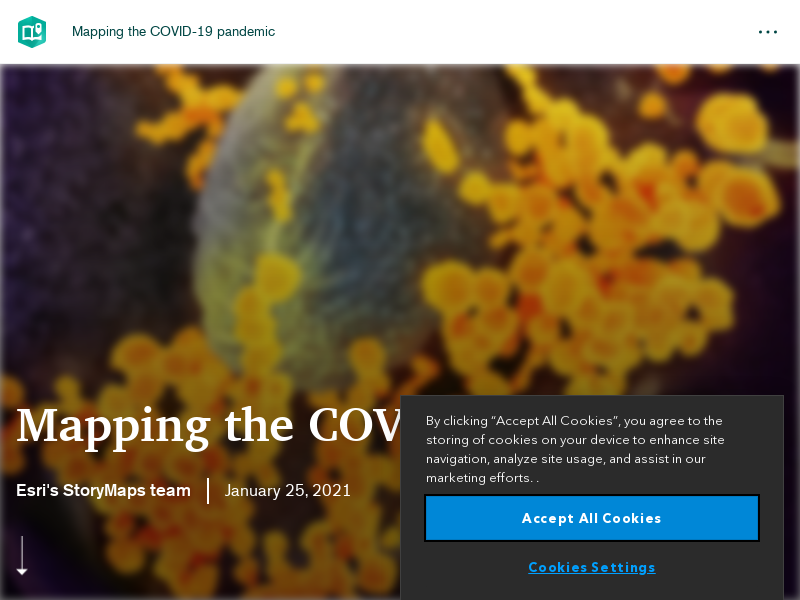 Mapping the COVID-19 pandemic
Mapping the COV
Esri's StoryMaps team
January 25, 2021
By clicking “Accept All Cookies”, you agree to the
storing of cookies on your device to enhance site
navigation, analyze site usage, and assist in our
marketing efforts. .
Accept All Cookies
Cookies Settings